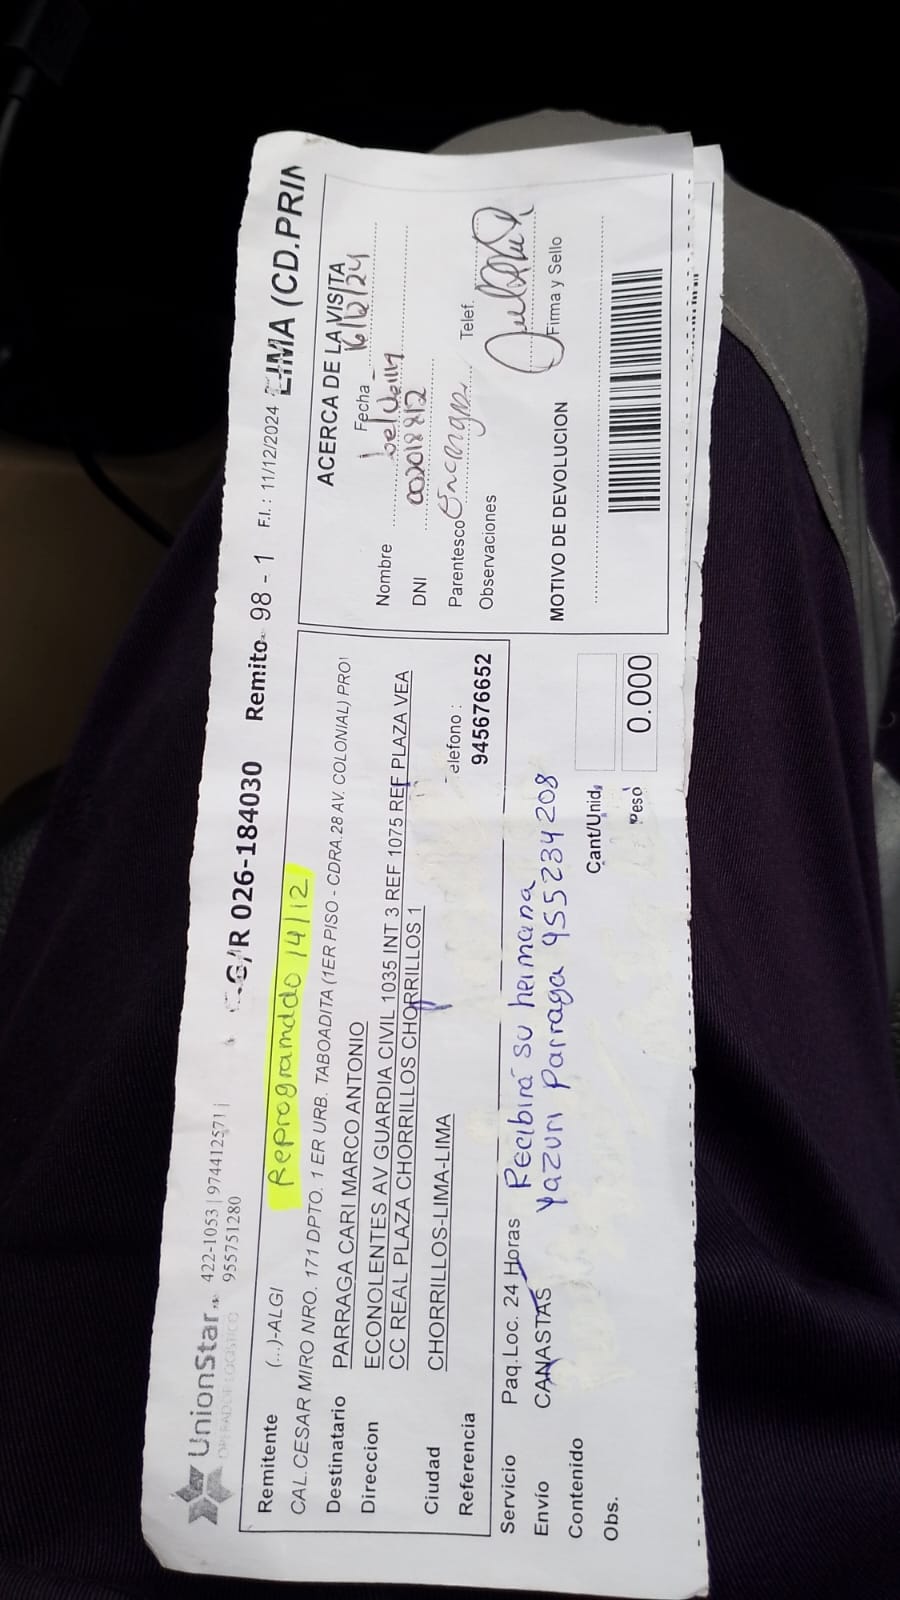 UnionStar
OPERADOR LOGISTICO
422-1053 | 974412571 |
955751280
G/R 026-184030
Remito 98 - 1
F.I.: 11/12/2024
LIMA (CD.PRIN
Reprogramado 14/12
Remitente (...)-ALGI
CAL.CESAR MIRO NRO. 171 DPTO. 1 ER URB. TABOADITA (1ER PISO - CDRA.28 AV. COLONIAL) PRO
Destinatario PARRAGA CARI MARCO ANTONIO
Direccion ECONOLENTES AV GUARDIA CIVIL 1035 INT 3 REF 1075 REF PLAZA VEA
CC REAL PLAZA CHORRILLOS CHORRILLOS 1
Ciudad CHORRILLOS-LIMA-LIMA
Referencia
elefono :
945676652
Servicio Paq.Loc. 24 Horas
Envío CANASTAS
Contenido
Obs.
Recibirá su hermana
Yazuri Parraga 955234208
Cant/Unid.
Peso 0.000
ACERCA DE LA VISITA
Fecha 16/12/24
Nombre
DNI 002018812
Parentesco
Telef.
Observaciones
Firma y Sello
MOTIVO DE DEVOLUCION